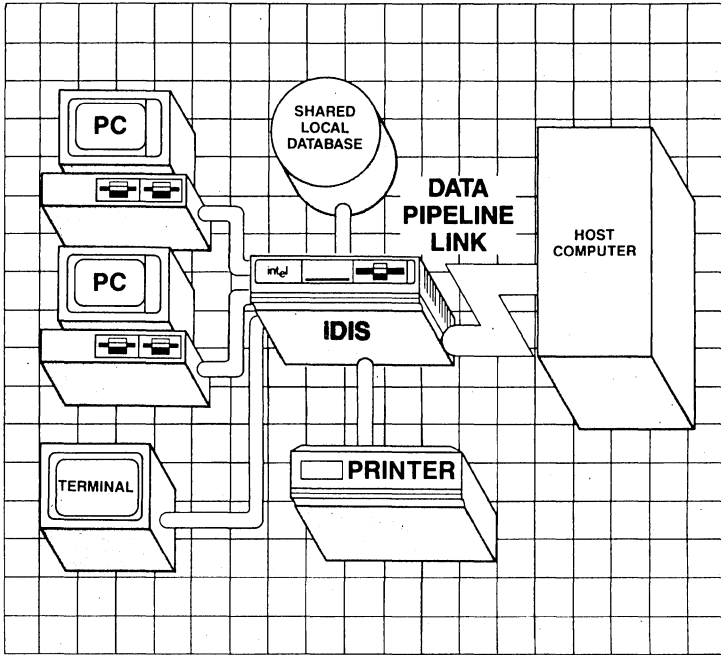 PC
SHARED
LOCAL
DATABASE
DATA
PIPELINE
LINK
HOST
COMPUTER
PC
intel
iDIS
TERMINAL
PRINTER